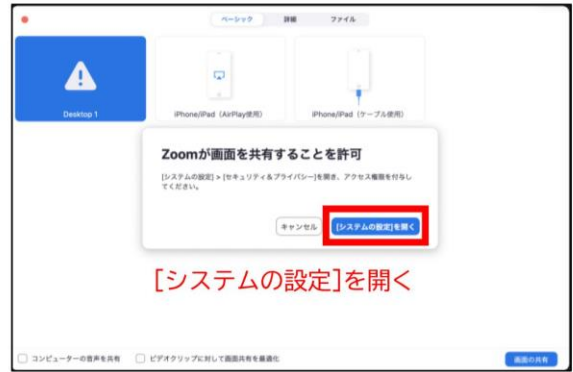 ベーシック 詳細 ファイル
Desktop 1 iPhone/iPad（AirPlay使用） iPhone/iPad（ケーブル使用）
Zoomが画面を共有することを許可
[システムの設定] > [セキュリティ&プライバシー]を開き、アクセス権限を付与し
てください。
キャンセル [システムの設定]を開く
[システムの設定]を開く
コンピューターの音声を共有 ビデオクリップに対して画面共有を最適化 画面の共有